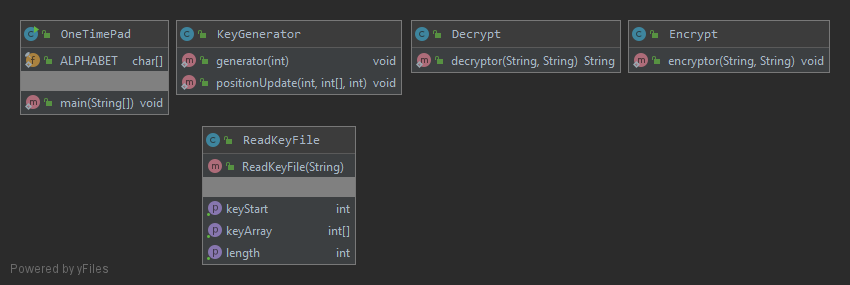 OneTimePad
ALPHABET char[]
main(String[]) void
KeyGenerator
generator(int) void
positionUpdate(int, int[], int) void
Decrypt
decryptor(String, String) String
Encrypt
encryptor(String, String) void
ReadKeyFile
ReadKeyFile(String)
keyStart int
keyArray int[]
length int
Powered by yFiles